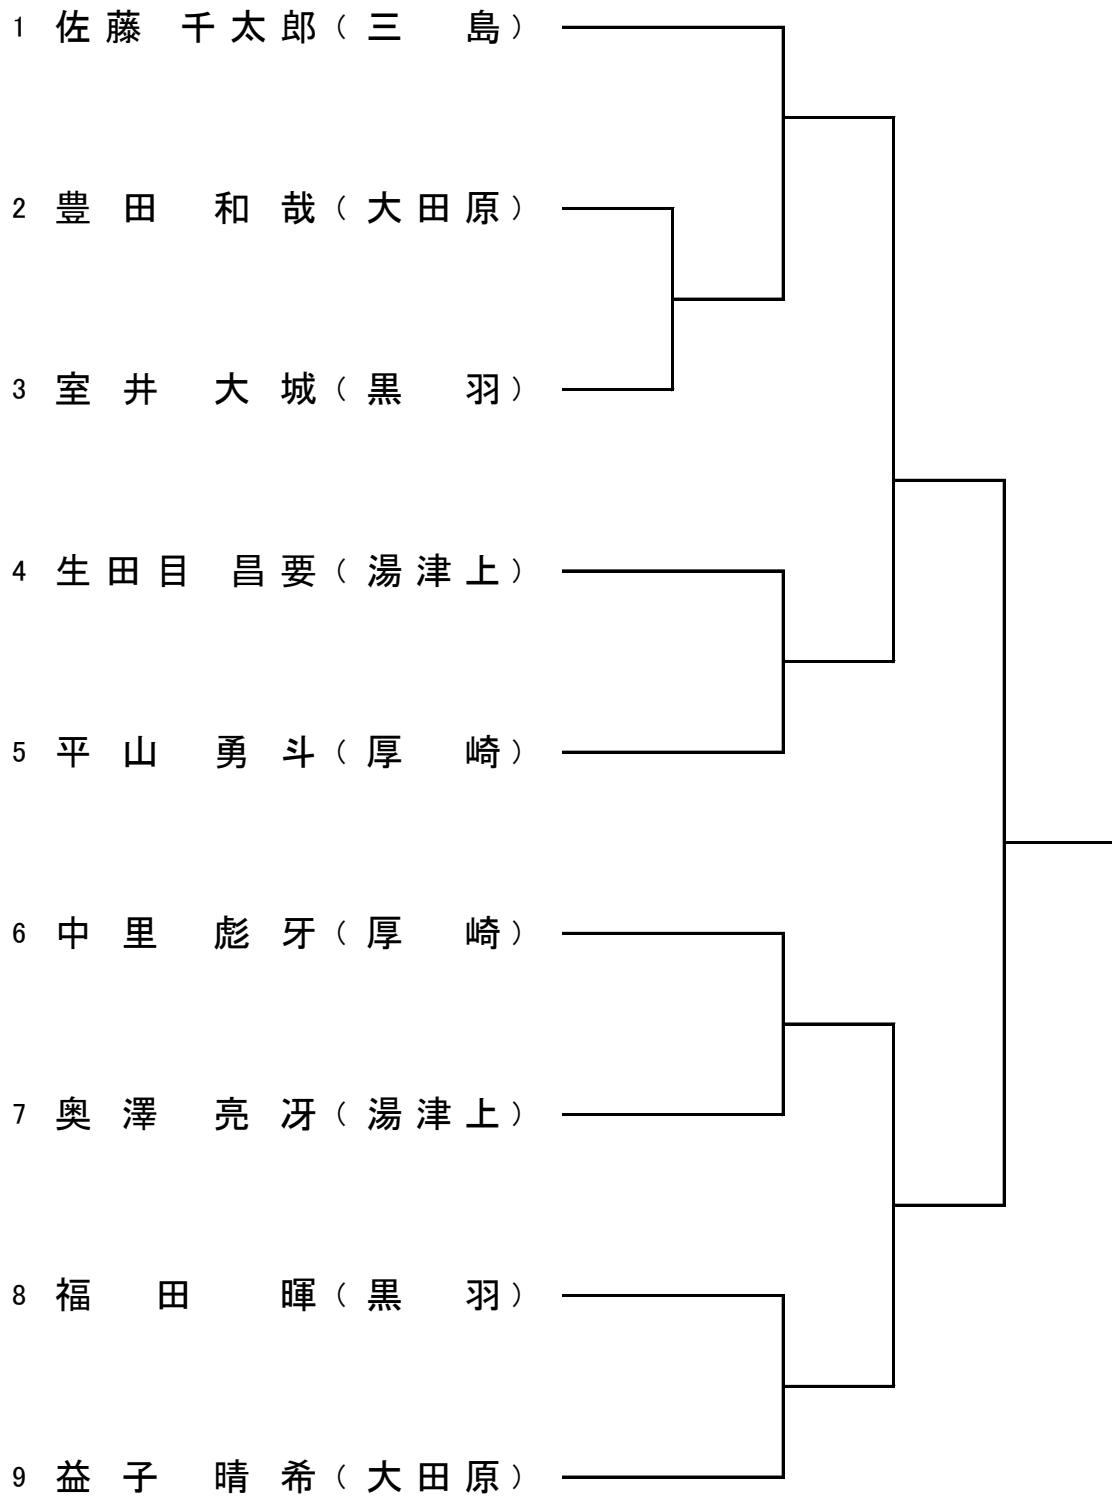 1 佐藤 千太郎（三島）
2 豊田 和哉（大田原）
3 室井 大城（黒羽）
4 生田目 昌要（湯津上）
5 平山 勇斗（厚崎）
6 中里 彪牙（厚崎）
7 奥澤 亮冴（湯津上）
8 福田 暉（黒羽）
9 益子 晴希（大田原）